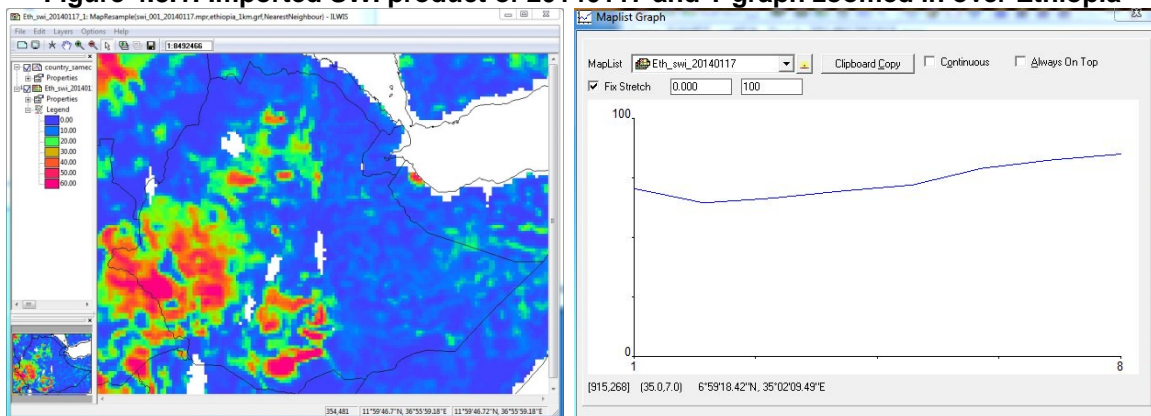 Figure 4.8.7: Imported SWI product of 20140117 and T-graph zoomed in over Ethiopia
Eth_swi_20140117_1: MapResample(swi_001_20140117.mpr,ethiopia_1km.grf,NearestNeighbour) - ILWIS
File Edit Layers Options Help
1:8492466
country_samec
Properties
Eth_swi_201401
Properties
Legend
0.00
10.00
20.00
30.00
40.00
50.00
60.00
354,481 11°59'46.7"N, 36°55'59.18"E 11°59'46.72"N, 36°55'59.18"E
Maplist Graph
MapList Eth_swi_20140117 Clipboard Copy Continuous Always On Top
Fix Stretch 0.000 100
100
0
1 8
[915,268] (35.0,7.0) 6°59'18.42"N, 35°02'09.49"E